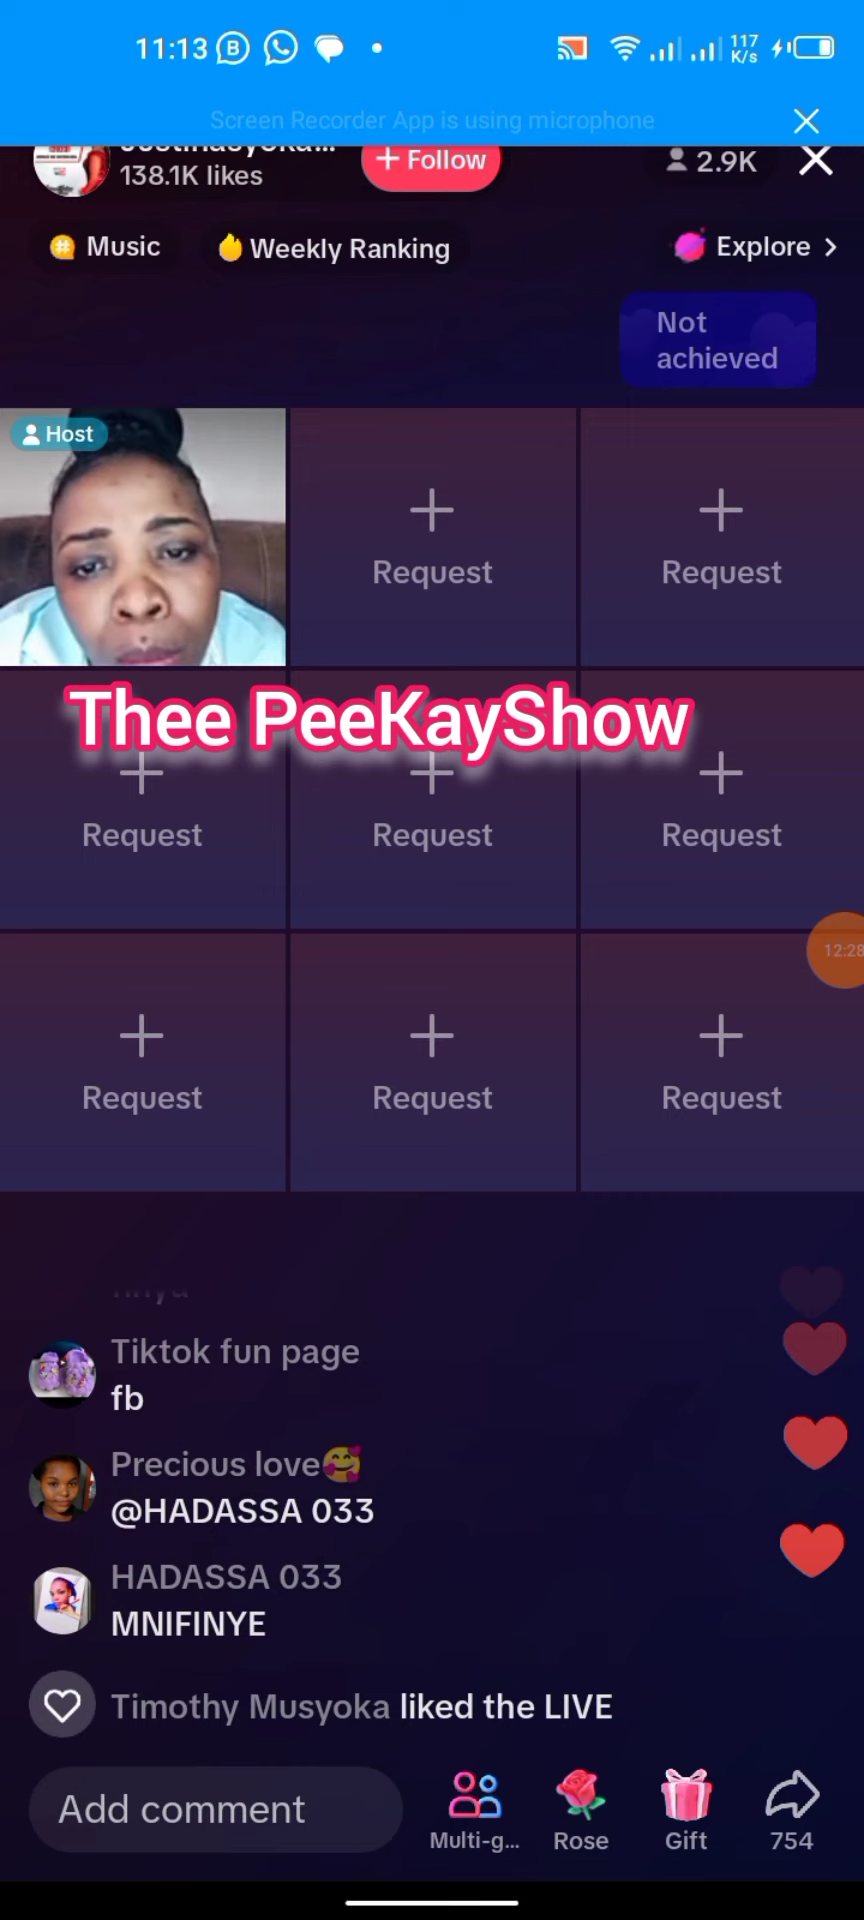 11:13
117
K/s
Screen Recorder App is using microphone
138.1K likes
+ Follow
2.9K
Music
Weekly Ranking
Explore
Not
achieved
Host
Request
Request
Thee PeeKayShow
Request
Request
Request
12:28
Request
Request
Request
Tiktok fun page
fb
Precious love🥰
@HADASSA 033
HADASSA 033
MNIFINYE
Timothy Musyoka liked the LIVE
Add comment
Multi-g...
Rose
Gift
754